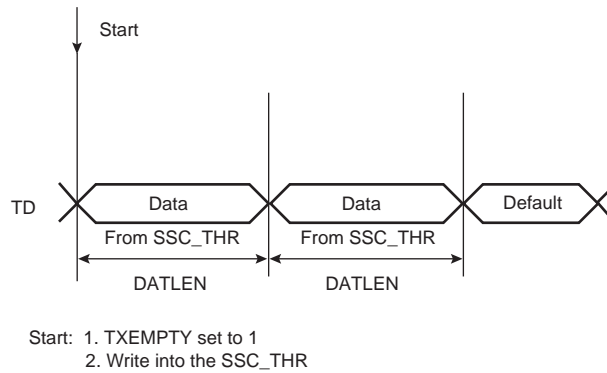 Start
TD
Data
Data
Default
From SSC_THR
From SSC_THR
DATLEN
DATLEN
Start: 1. TXEMPTY set to 1
2. Write into the SSC_THR